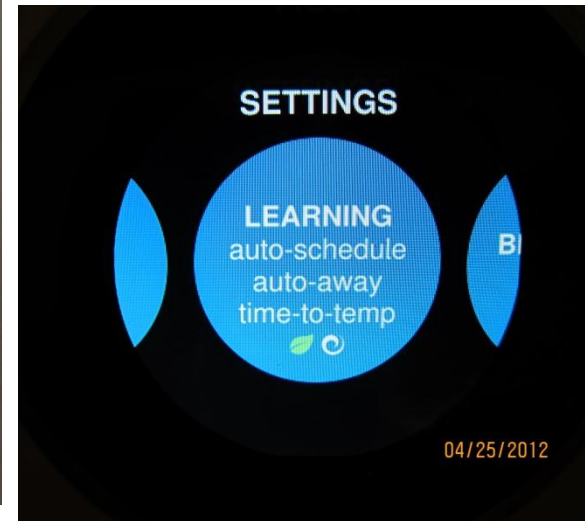 SETTINGS
LEARNING
auto-schedule
auto-away
time-to-temp
04/25/2012